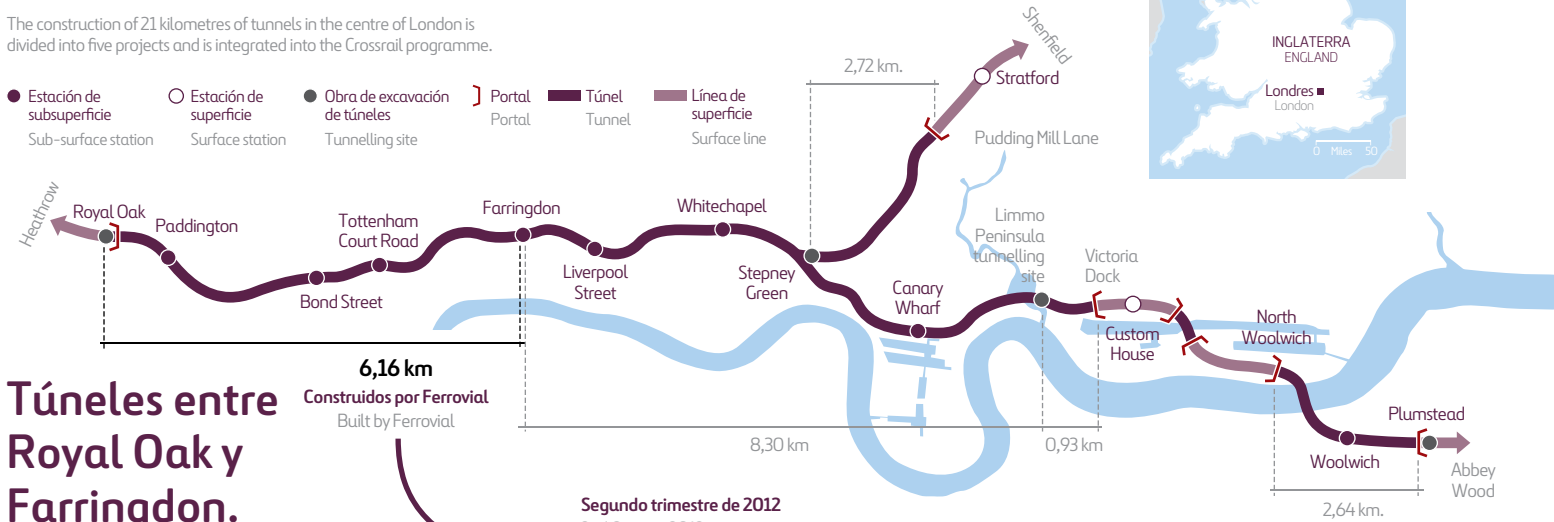 The construction of 21 kilometres of tunnels in the centre of London is
divided into five projects and is integrated into the Crossrail programme.
Estación de
subsuperficie
Sub-surface station
Estación de
superficie
Surface station
Obra de excavación
de túneles
Tunnelling site
Portal
Portal
Túnel
Tunnel
Línea de
superficie
Surface line
INGLATERRA
ENGLAND
Londres
London
0 Miles 50
Shenfield
2,72 km.
Stratford
Pudding Mill Lane
Heathrow
Royal Oak
Paddington
Tottenham
Court Road
Bond Street
Farringdon
Liverpool
Street
Whitechapel
Stepney
Green
Canary
Wharf
Limmo
Peninsula
tunnelling
site
Victoria
Dock
Custom
House
North
Woolwich
Plumstead
Woolwich
Abbey
Wood
6,16 km
Construidos por Ferrovial
Built by Ferrovial
8,30 km
0,93 km
2,64 km.
Túneles entre
Royal Oak y
Farringdon.
Segundo trimestre de 2012